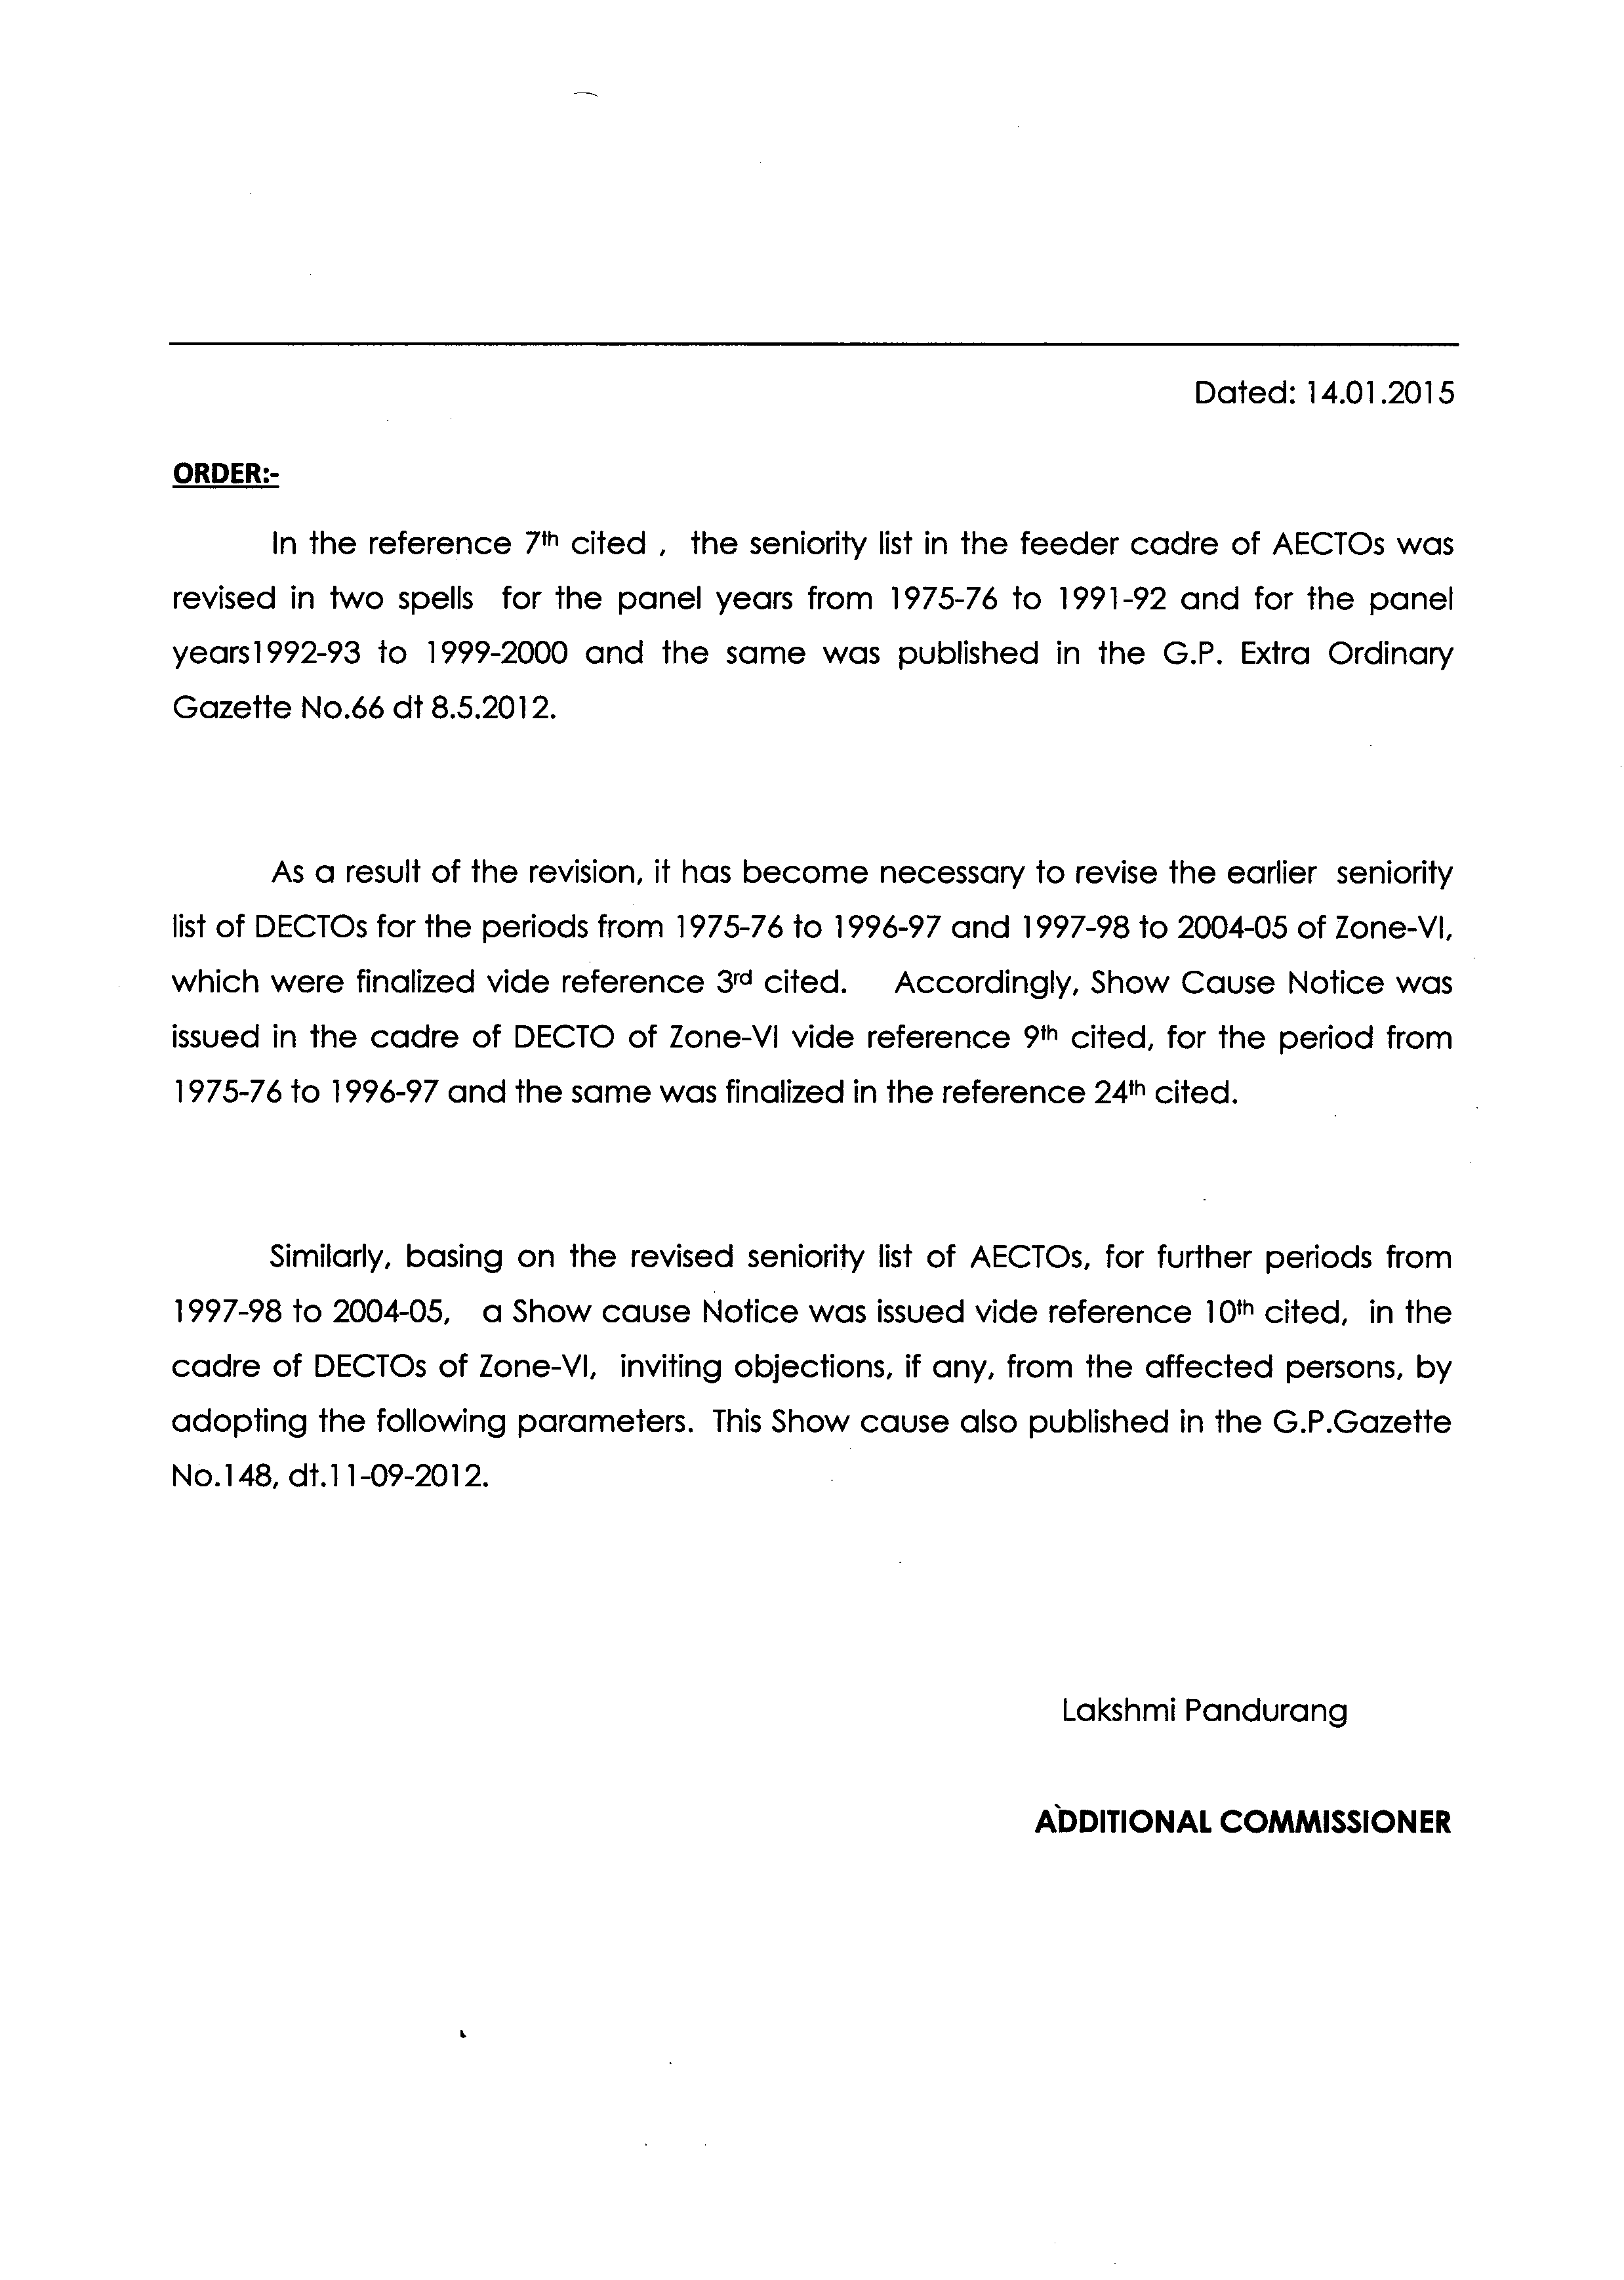 Dated: 14.01.2015
ORDER:-
In the reference 7th cited , the seniority list in the feeder cadre of AECTOs was
revised in two spells for the panel years from 1975-76 to 1991-92 and for the panel
years1992-93 to 1999-2000 and the same was published in the G.P. Extra Ordinary
Gazette No.66 dt 8.5.2012.
As a result of the revision, it has become necessary to revise the earlier seniority
list of DECTOs for the periods from 1975-76 to 1996-97 and 1997-98 to 2004-05 of Zone-VI,
which were finalized vide reference 3rd cited. Accordingly, Show Cause Notice was
issued in the cadre of DECTO of Zone-VI vide reference 9th cited, for the period from
1975-76 to 1996-97 and the same was finalized in the reference 24th cited.
Similarly, basing on the revised seniority list of AECTOs, for further periods from
1997-98 to 2004-05, a Show cause Notice was issued vide reference 10th cited, in the
cadre of DECTOs of Zone-VI, inviting objections, if any, from the affected persons, by
adopting the following parameters. This Show cause also published in the G.P.Gazette
No.148, dt.11-09-2012.
Lakshmi Pandurang
ADDITIONAL COMMISSIONER